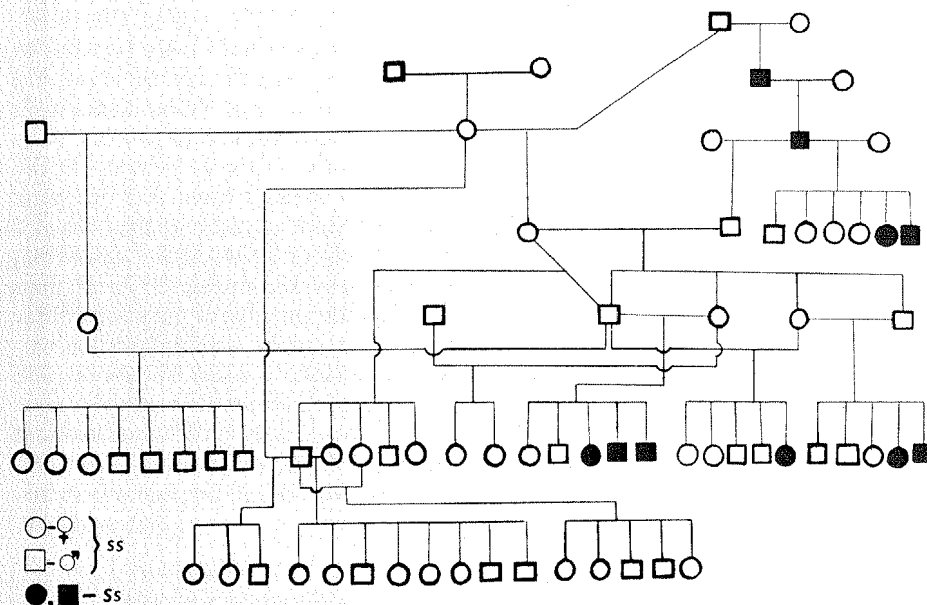 ○-♀
□-♂ } ss
●, ■ - Ss